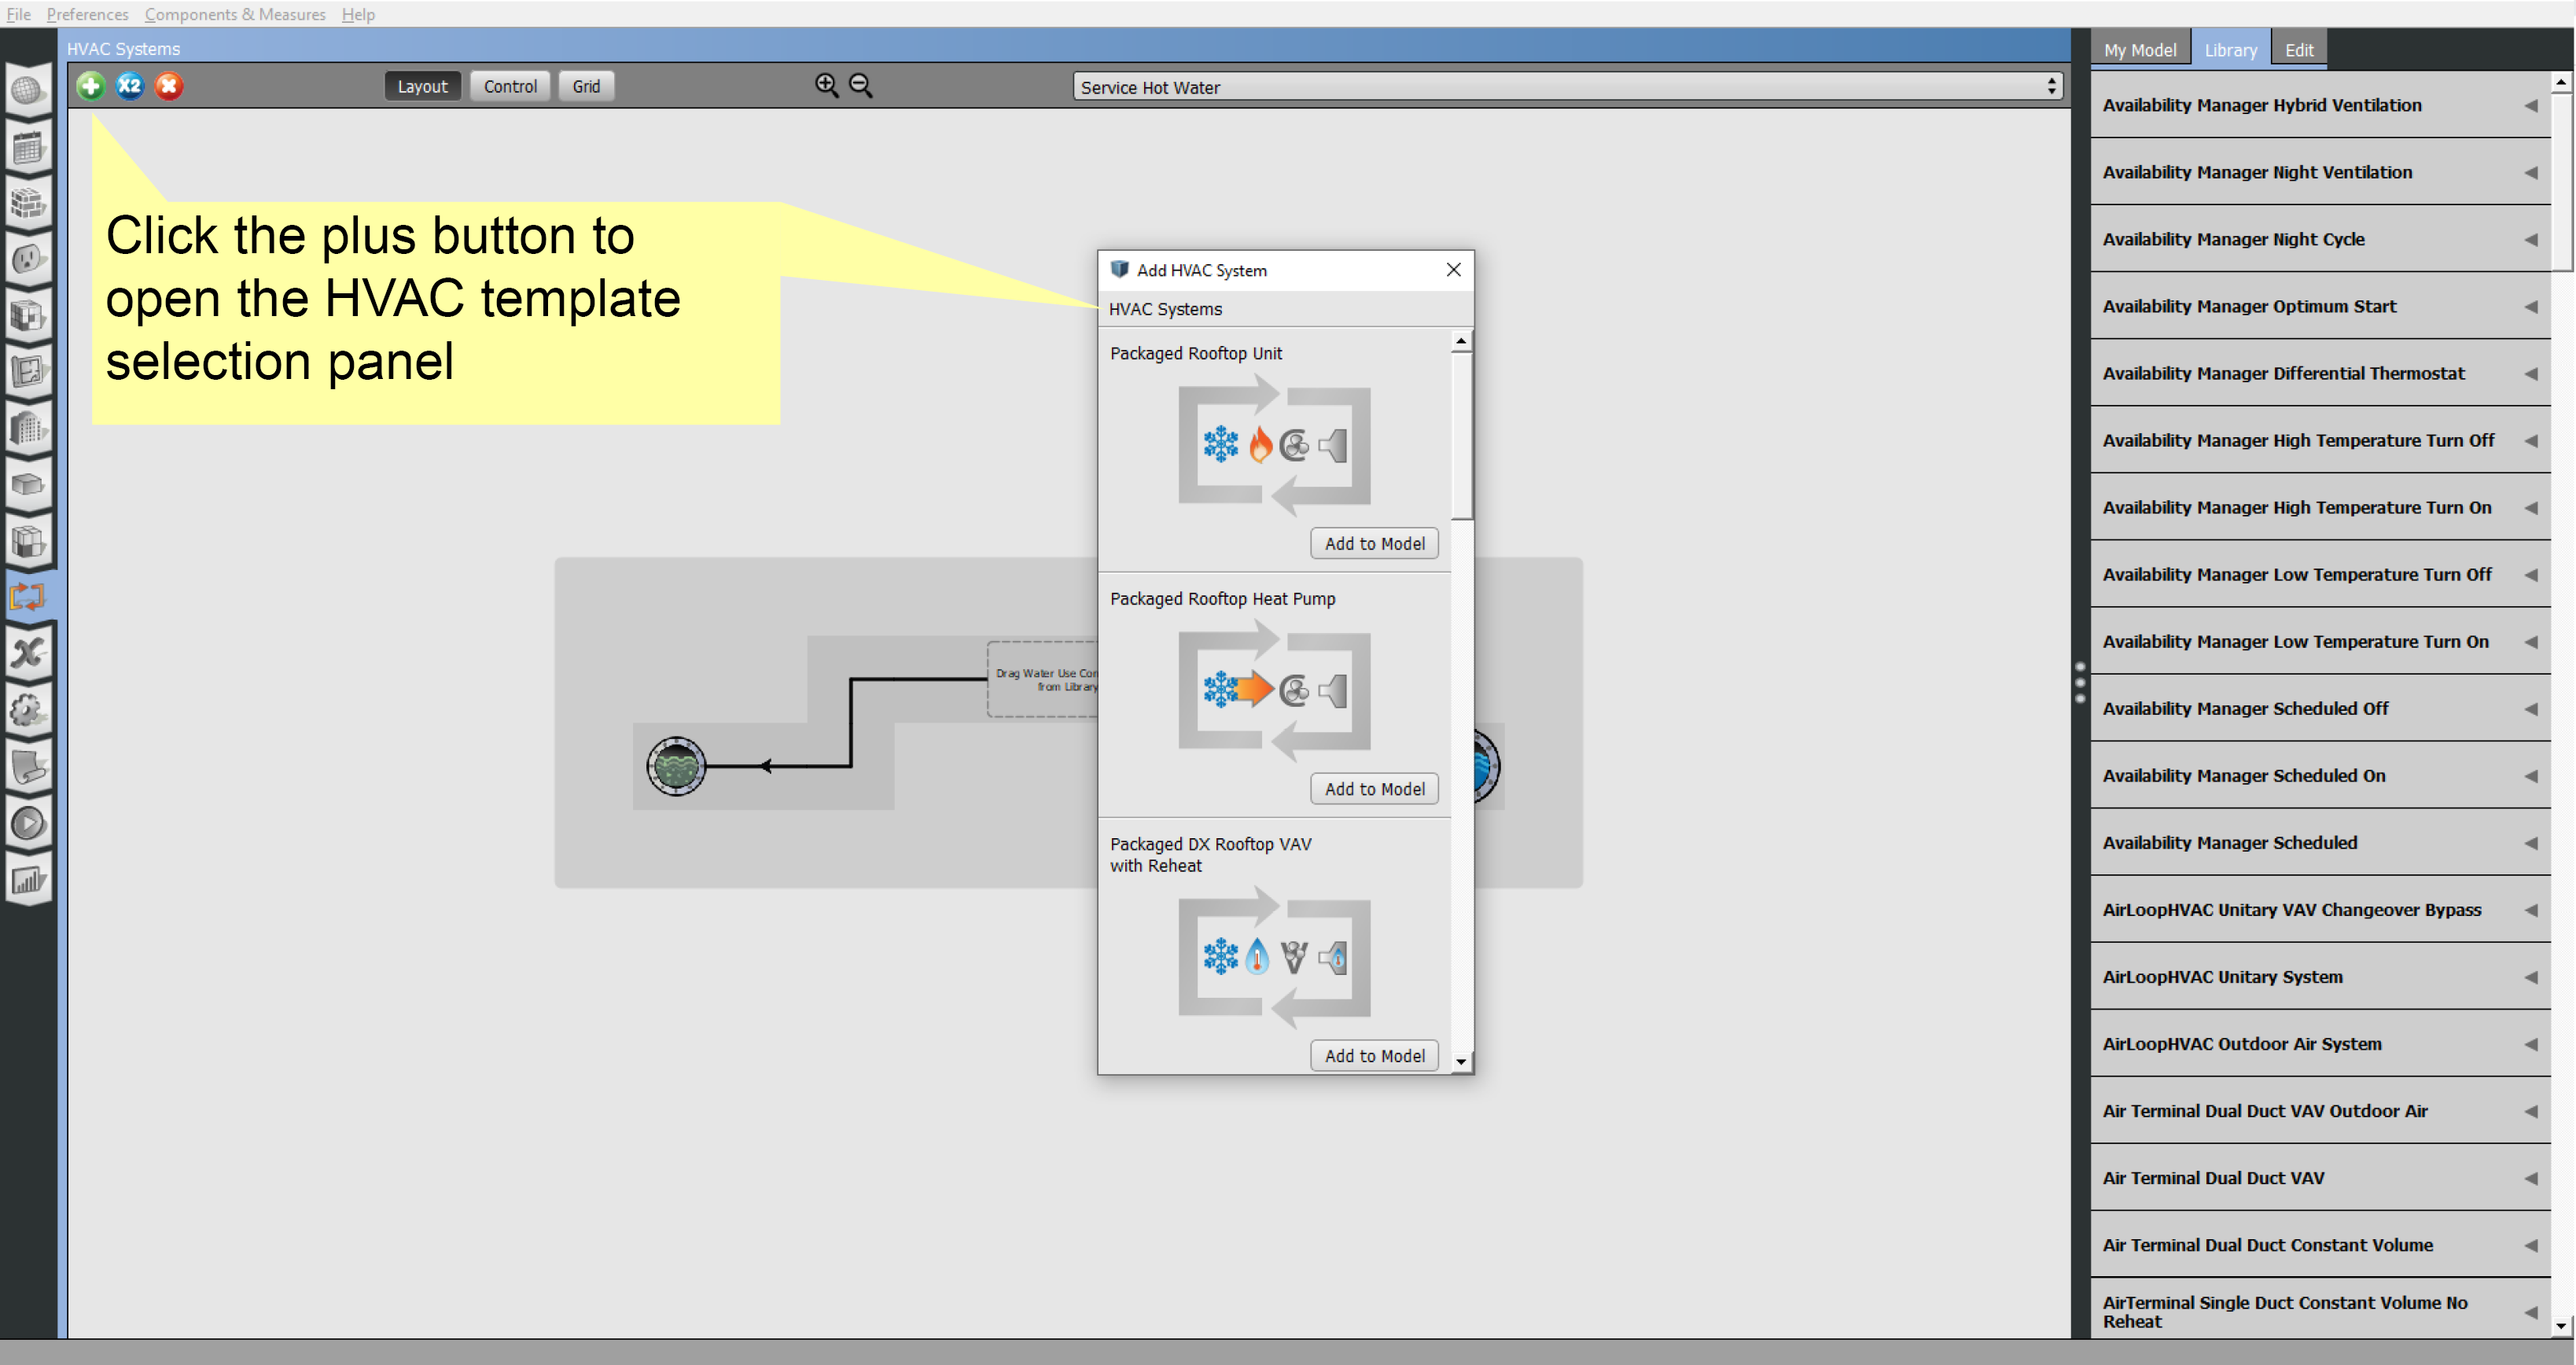 File Preferences Components & Measures Help
HVAC Systems
My Model Library Edit
X2
Layout Control Grid
Service Hot Water
Click the plus button to
open the HVAC template
selection panel
Drag Water Use Con
from Library
Add HVAC System
HVAC Systems
Packaged Rooftop Unit
Add to Model
Packaged Rooftop Heat Pump
Add to Model
Packaged DX Rooftop VAV
with Reheat
Add to Model
Availability Manager Hybrid Ventilation
Availability Manager Night Ventilation
Availability Manager Night Cycle
Availability Manager Optimum Start
Availability Manager Differential Thermostat
Availability Manager High Temperature Turn Off
Availability Manager High Temperature Turn On
Availability Manager Low Temperature Turn Off
Availability Manager Low Temperature Turn On
Availability Manager Scheduled Off
Availability Manager Scheduled On
Availability Manager Scheduled
AirLoopHVAC Unitary VAV Changeover Bypass
AirLoopHVAC Unitary System
AirLoopHVAC Outdoor Air System
Air Terminal Dual Duct VAV Outdoor Air
Air Terminal Dual Duct VAV
Air Terminal Dual Duct Constant Volume
AirTerminal Single Duct Constant Volume No
Reheat